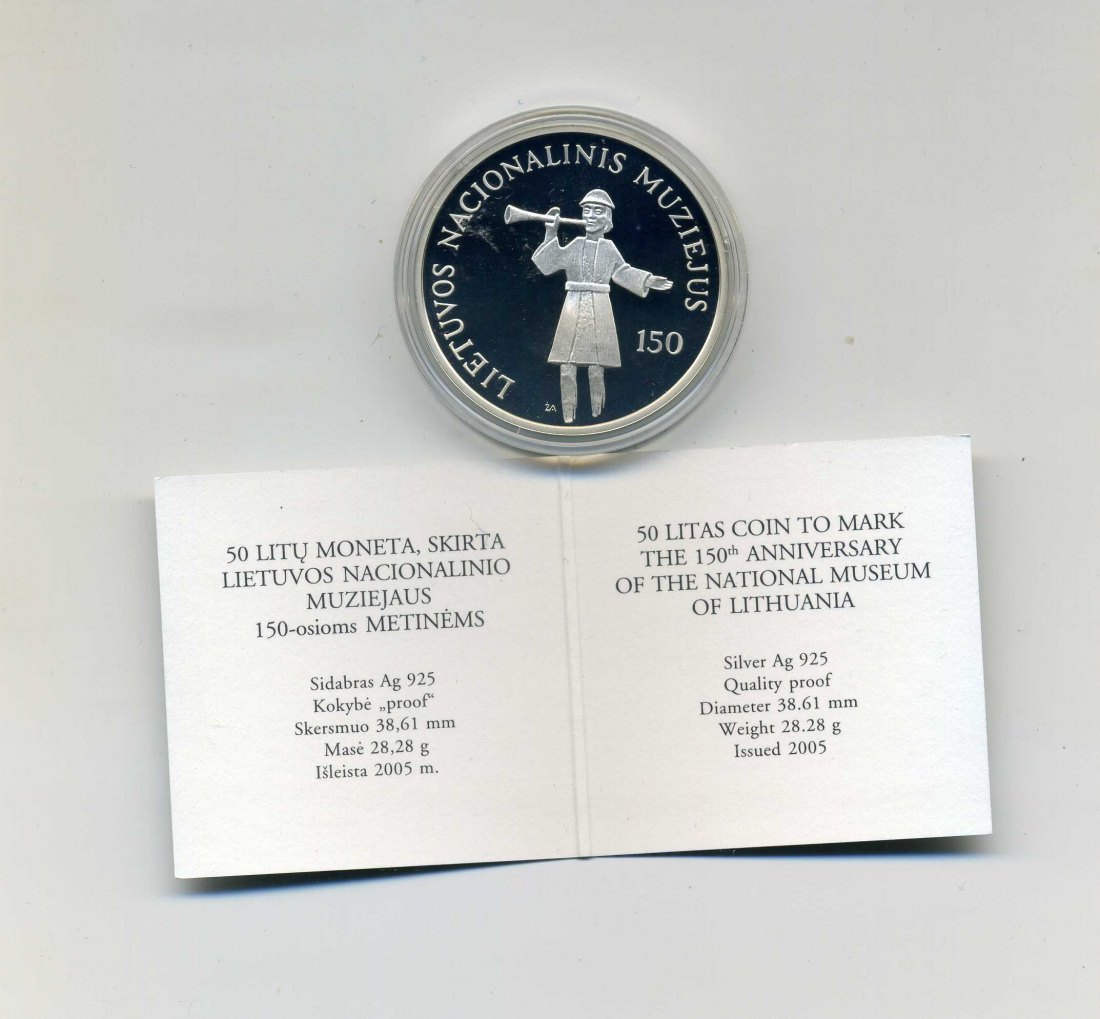 LIETUVOS NACIONALINIS MUZIEJUS
150
ŽA
50 LITŲ MONETA, SKIRTA
LIETUVOS NACIONALINIO
MUZIEJAUS
150-osioms METINĖMS
Sidabras Ag 925
Kokybė „proof“
Skersmuo 38,61 mm
Masė 28,28 g
Išleista 2005 m.
50 LITAS COIN TO MARK
THE 150th ANNIVERSARY
OF THE NATIONAL MUSEUM
OF LITHUANIA
Silver Ag 925
Quality proof
Diameter 38.61 mm
Weight 28.28 g
Issued 2005